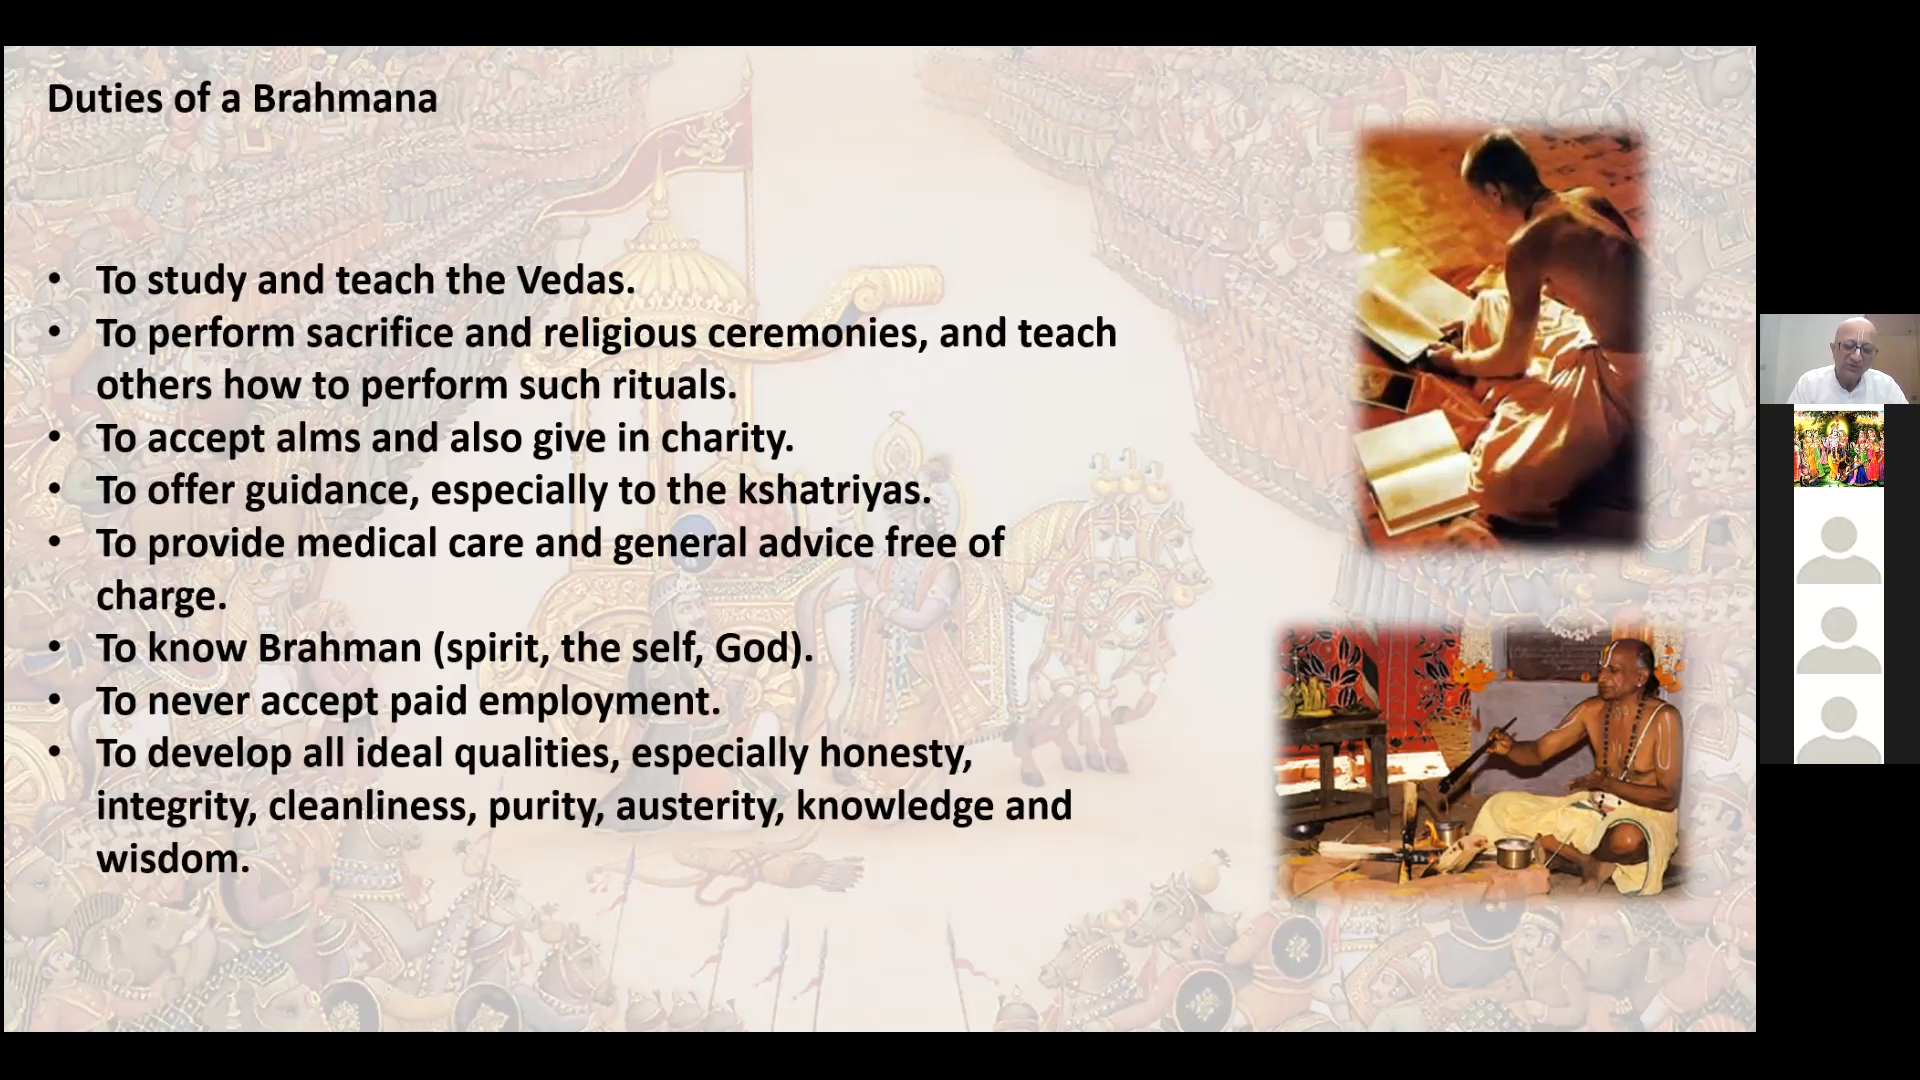 Duties of a Brahmana
• To study and teach the Vedas.
• To perform sacrifice and religious ceremonies, and teach
others how to perform such rituals.
• To accept alms and also give in charity.
• To offer guidance, especially to the kshatriyas.
• To provide medical care and general advice free of
charge.
• To know Brahman (spirit, the self, God).
• To never accept paid employment.
• To develop all ideal qualities, especially honesty,
integrity, cleanliness, purity, austerity, knowledge and
wisdom.